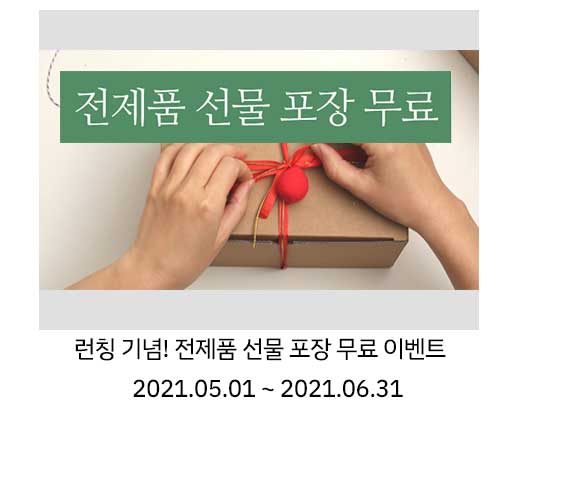 전제품 선물 포장 무료
런칭 기념! 전제품 선물 포장 무료 이벤트
2021.05.01 ~ 2021.06.31